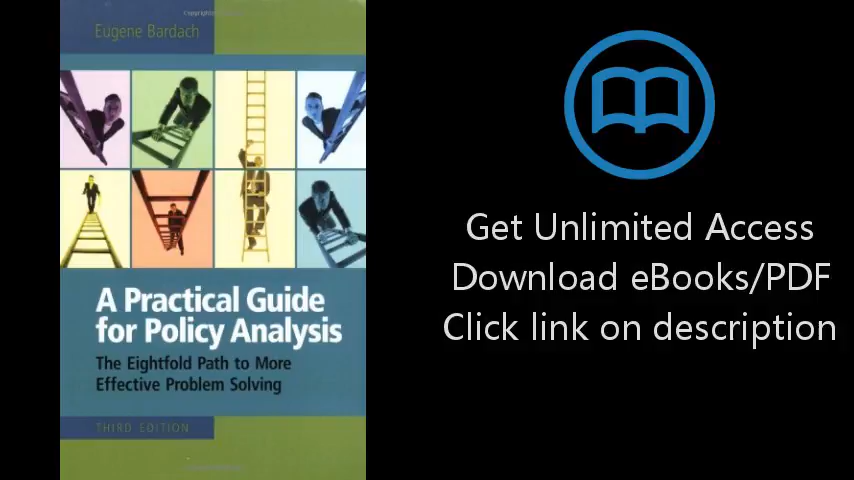 Eugene Bardach
A Practical Guide
for Policy Analysis
The Eightfold Path to More
Effective Problem Solving
THIRD EDITION
Get Unlimited Access
Download eBooks/PDF
Click link on description